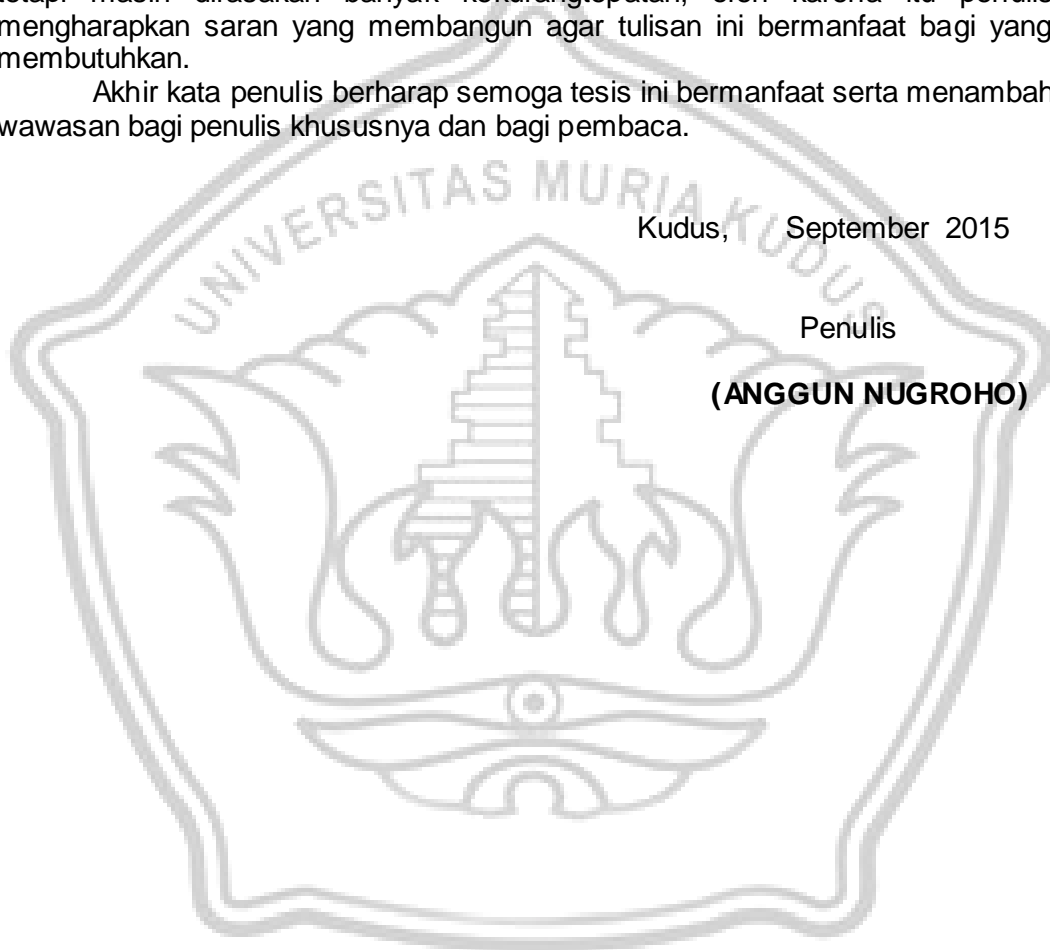 tetapi masih dirasakan banyak kekurangtepatan, oleh karena itu penulis
mengharapkan saran yang membangun agar tulisan ini bermanfaat bagi yang
membutuhkan.
Akhir kata penulis berharap semoga tesis ini bermanfaat serta menambah
wawasan bagi penulis khususnya dan bagi pembaca.
UNIVERSITAS MURIA KUDUS
Kudus, September 2015
Penulis
(ANGGUN NUGROHO)